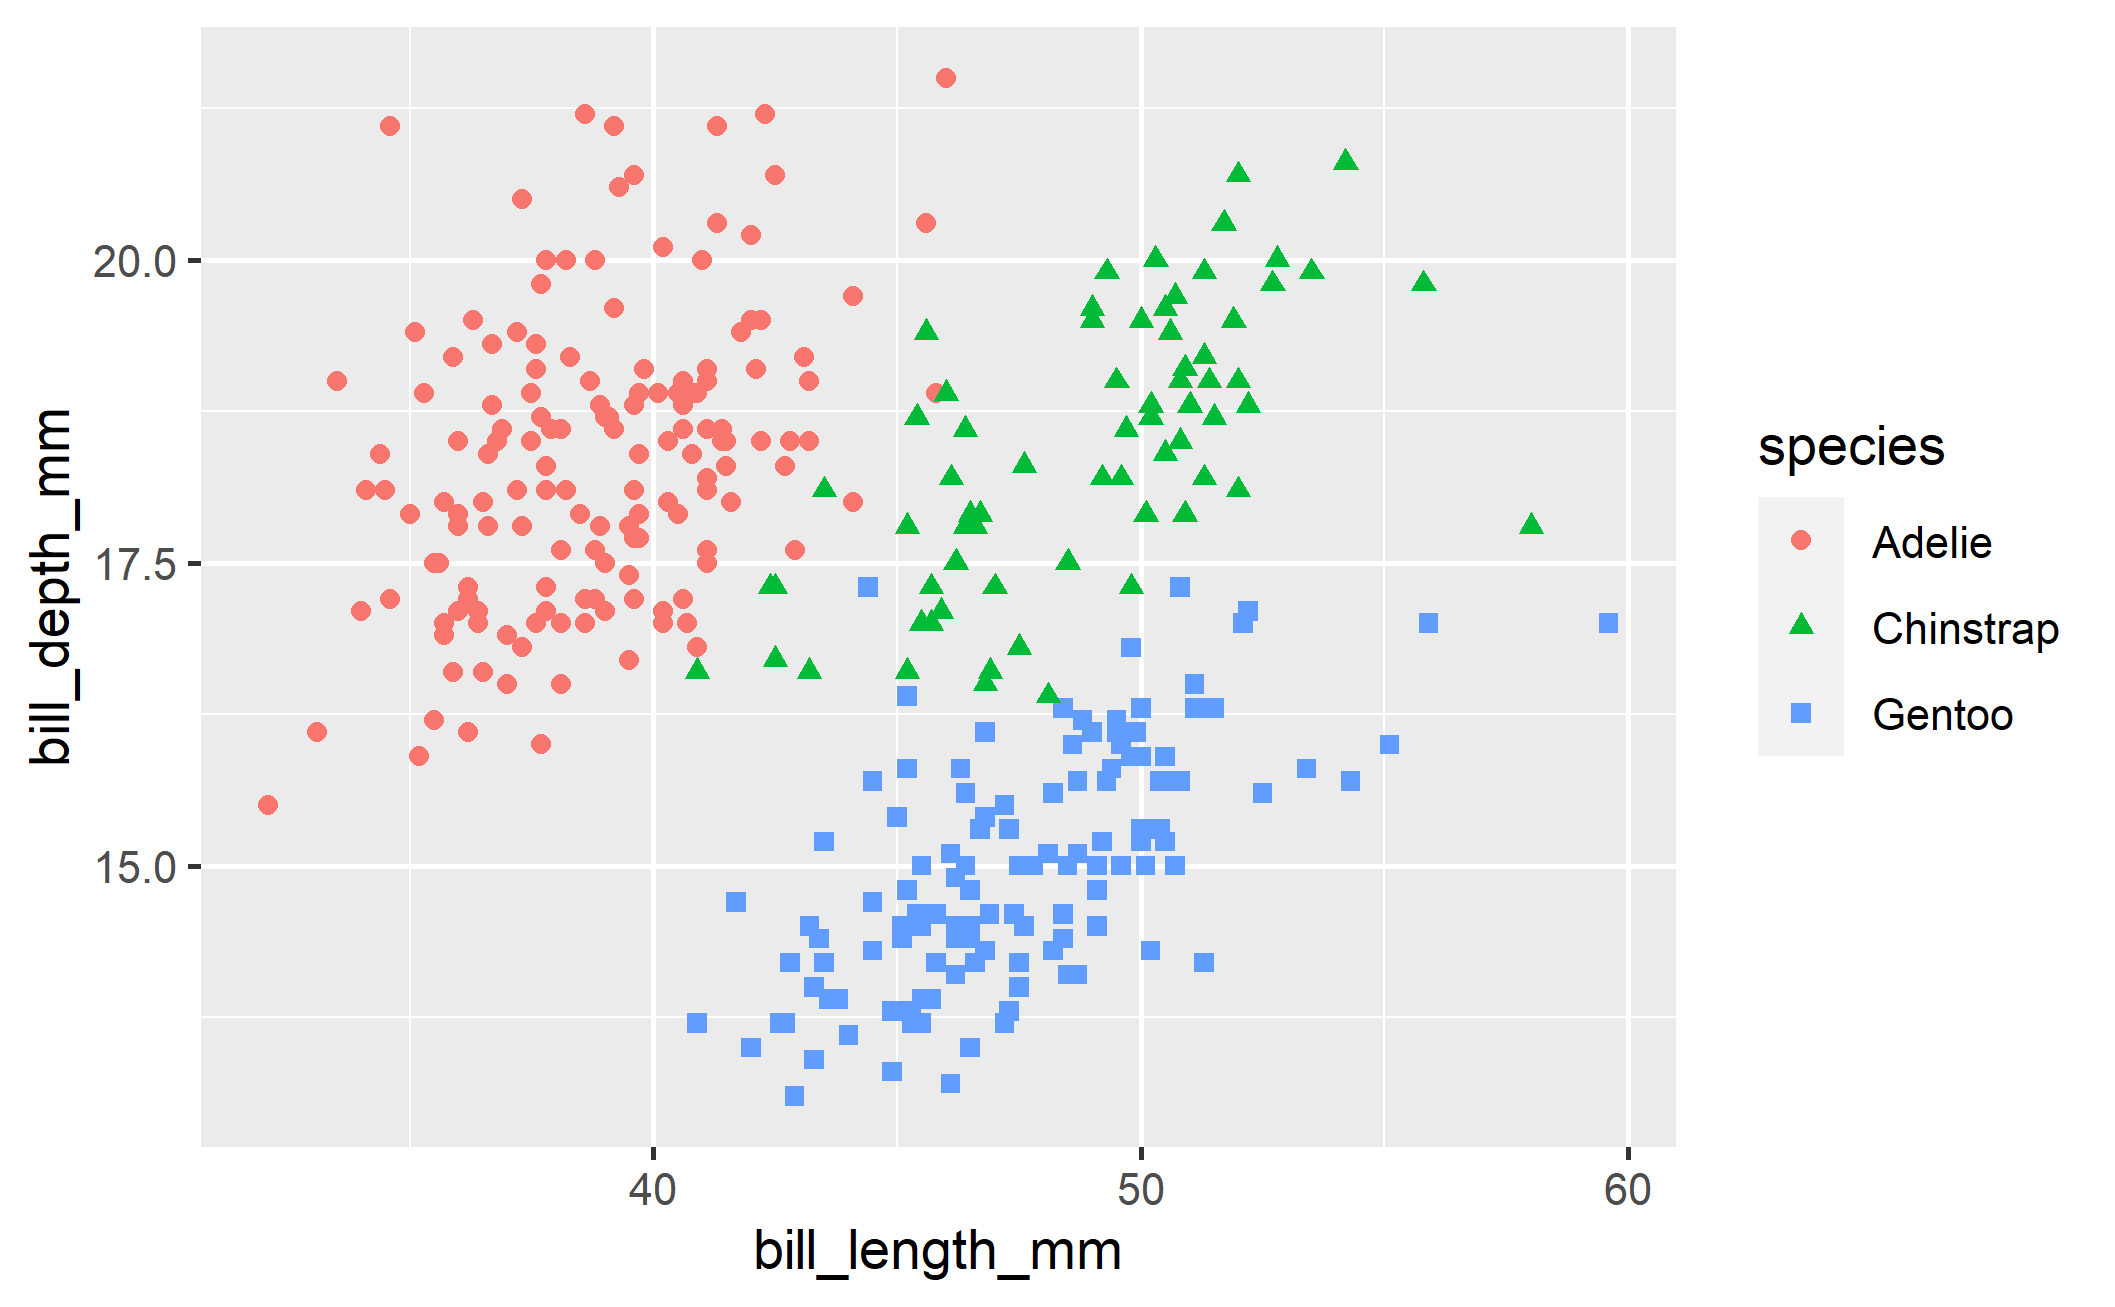 bill_depth_mm
20.0
17.5
15.0
40 50 60
bill_length_mm
species
Adelie
Chinstrap
Gentoo